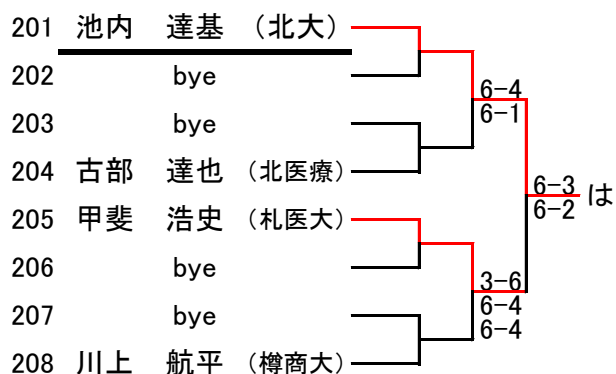 201 池内 達基 （北大）
202 bye
203 bye
204 古部 達也 （北医療）
205 甲斐 浩史 （札医大）
206 bye
207 bye
208 川上 航平 （樽商大）
6-4
6-1
3-6
6-4
6-4
6-3
6-2
は